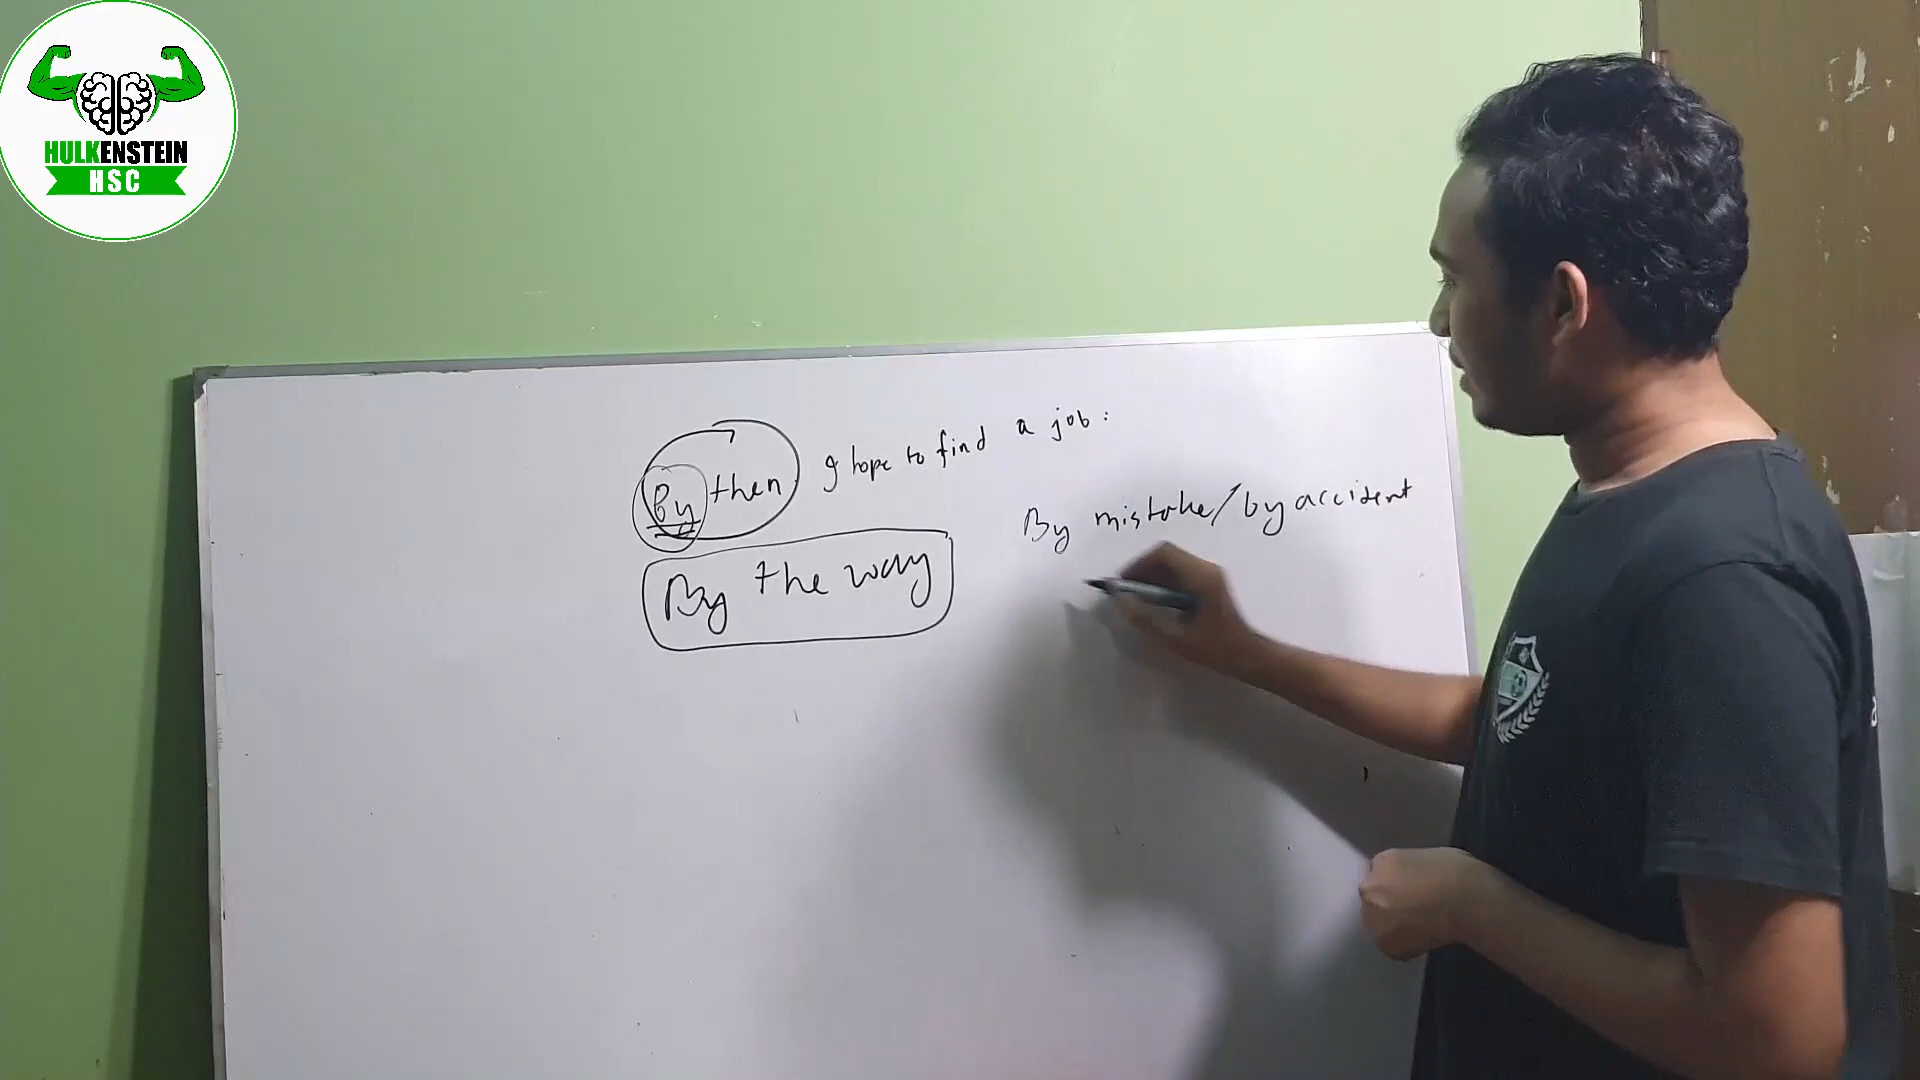 HULKENSTEIN
HSC
By then I hope to find a job.
By mistake/by accident
By the way